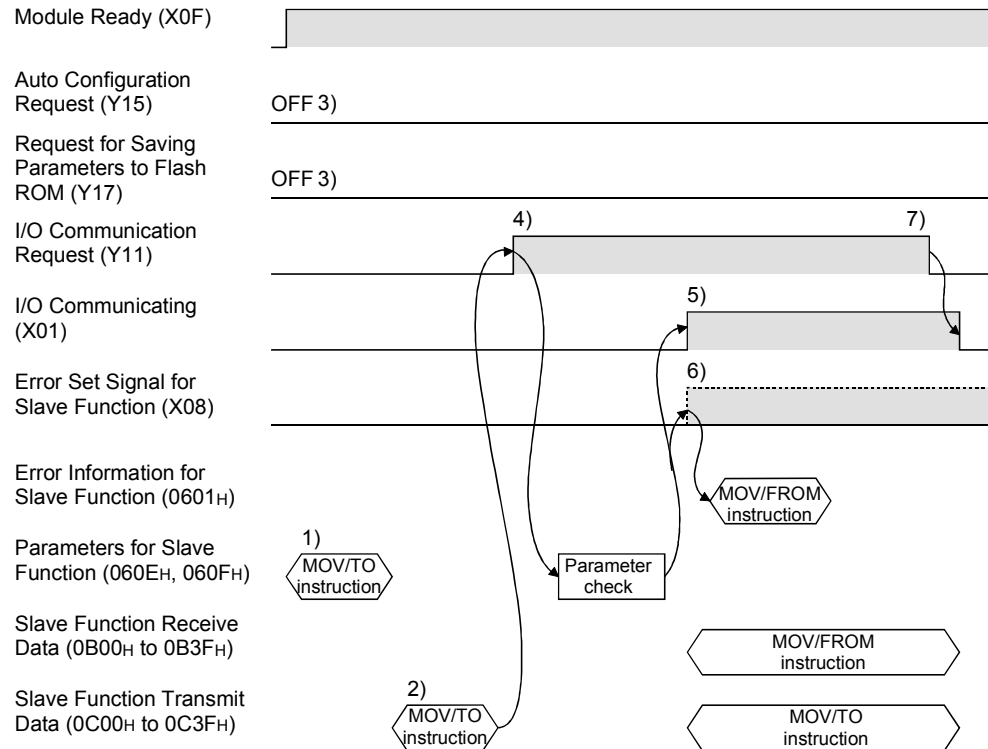 Module Ready (X0F)
Auto Configuration
Request (Y15)
OFF 3)
Request for Saving
Parameters to Flash
ROM (Y17)
OFF 3)
4)
7)
I/O Communication
Request (Y11)
5)
I/O Communicating
(X01)
6)
Error Set Signal for
Slave Function (X08)
Error Information for
Slave Function (0601H)
MOV/FROM
instruction
1)
Parameters for Slave
Function (060EH, 060FH)
MOV/TO
instruction
Parameter
check
Slave Function Receive
Data (0B00H to 0B3FH)
MOV/FROM
instruction
2)
Slave Function Transmit
Data (0C00H to 0C3FH)
MOV/TO
instruction
MOV/TO
instruction